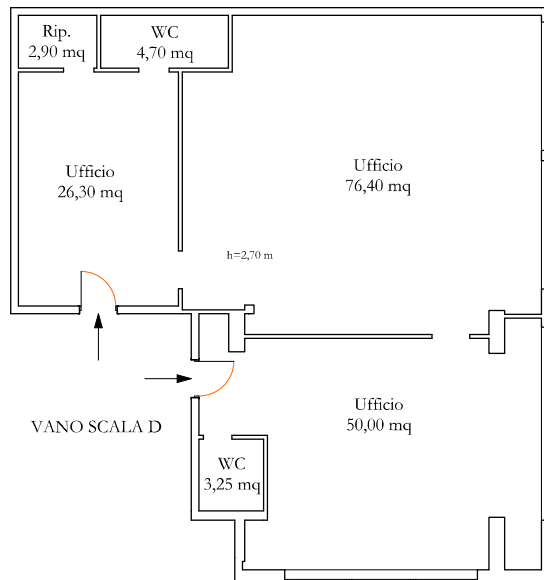 Rip.
2,90 mq
WC
4,70 mq
Ufficio
26,30 mq
Ufficio
76,40 mq
h=2,70 m
VANO SCALA D
Ufficio
50,00 mq
WC
3,25 mq